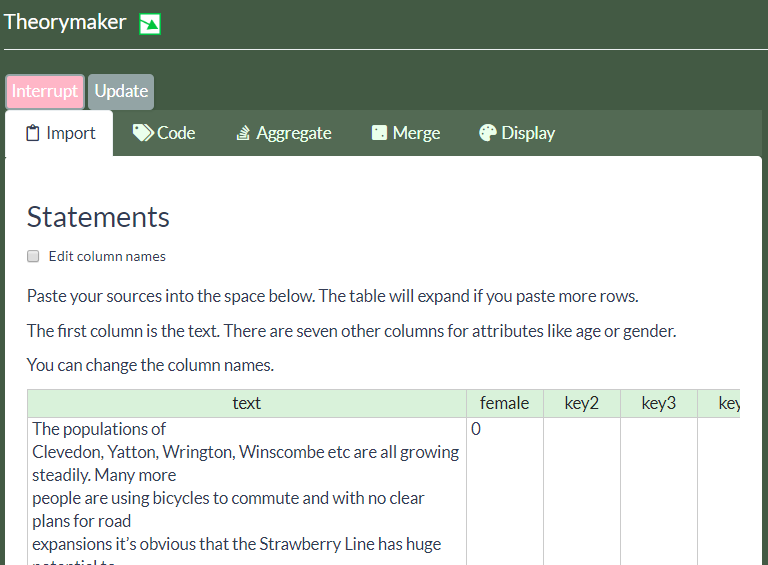 Theorymaker
Interrupt Update
Import Code Aggregate Merge Display
Statements
Edit column names
Paste your sources into the space below. The table will expand if you paste more rows.
The first column is the text. There are seven other columns for attributes like age or gender.
You can change the column names.
text female key2 key3 key
The populations of 0
Clevedon, Yatton, Wrington, Winscombe etc are all growing
steadily. Many more
people are using bicycles to commute and with no clear
plans for road
expansions it’s obvious that the Strawberry Line has huge
potential to